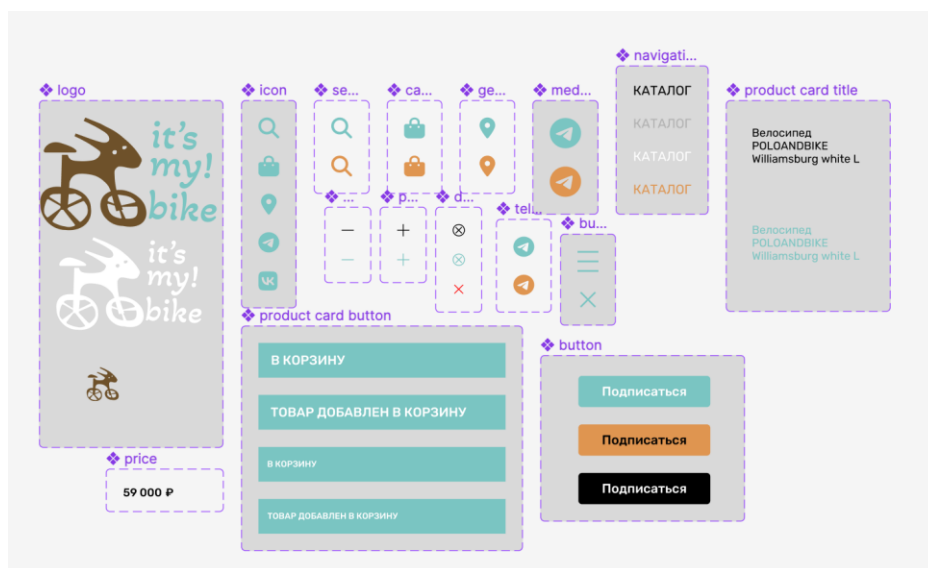 navigati...
logo
icon
se...
ca...
ge...
med...
product card title
КАТАЛОГ
КАТАЛОГ
КАТАЛОГ
КАТАЛОГ
it's
my!
bike
Велосипед
POLOANDBIKE
Williamsburg white L
...
p...
d...
tel...
bu...
Велосипед
POLOANDBIKE
Williamsburg white L
it's
my!
bike
VK
product card button
В КОРЗИНУ
ТОВАР ДОБАВЛЕН В КОРЗИНУ
В КОРЗИНУ
ТОВАР ДОБАВЛЕН В КОРЗИНУ
button
Подписаться
Подписаться
Подписаться
price
59 000 ₽